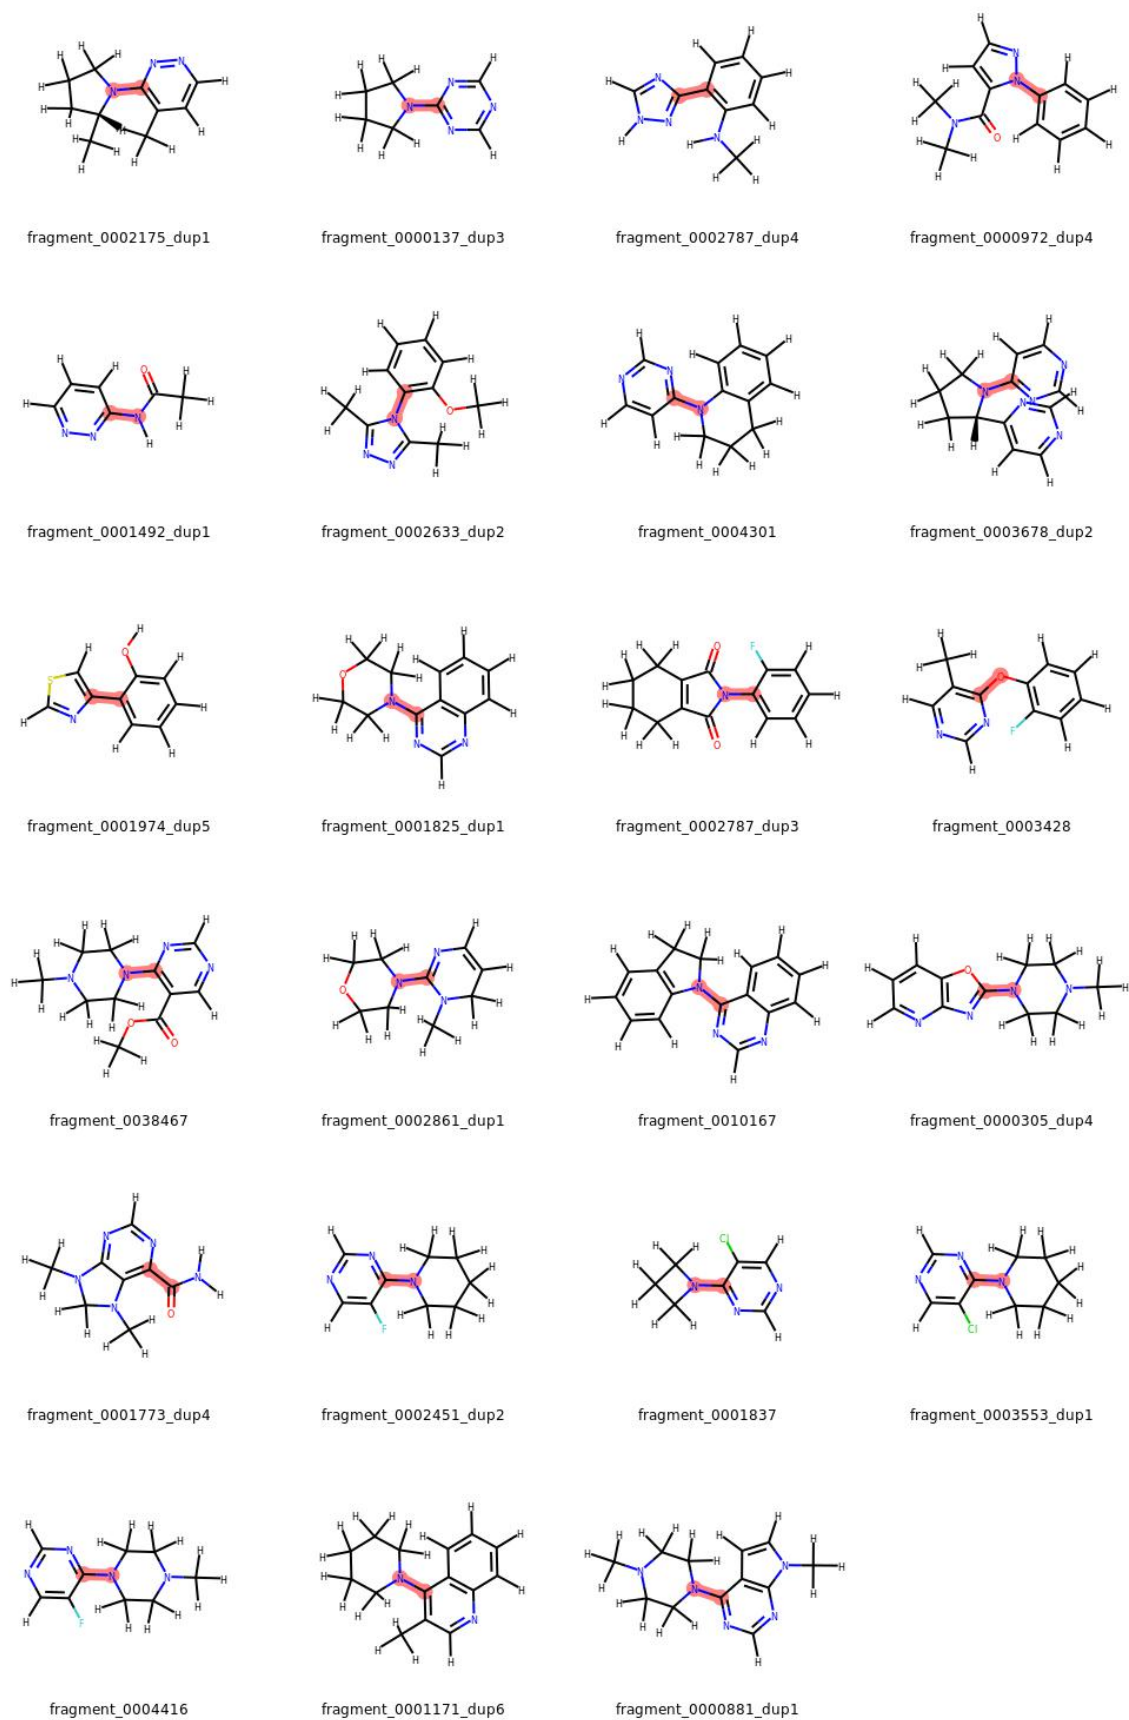 fragment_0002175_dup1 fragment_0000137_dup3 fragment_0002787_dup4 fragment_0000972_dup4
fragment_0001492_dup1 fragment_0002633_dup2 fragment_0004301 fragment_0003678_dup2
fragment_0001974_dup5 fragment_0001825_dup1 fragment_0002787_dup3 fragment_0003428
fragment_0038467 fragment_0002861_dup1 fragment_0010167 fragment_0000305_dup4
fragment_0001773_dup4 fragment_0002451_dup2 fragment_0001837 fragment_0003553_dup1
fragment_0004416 fragment_0001171_dup6 fragment_0000881_dup1